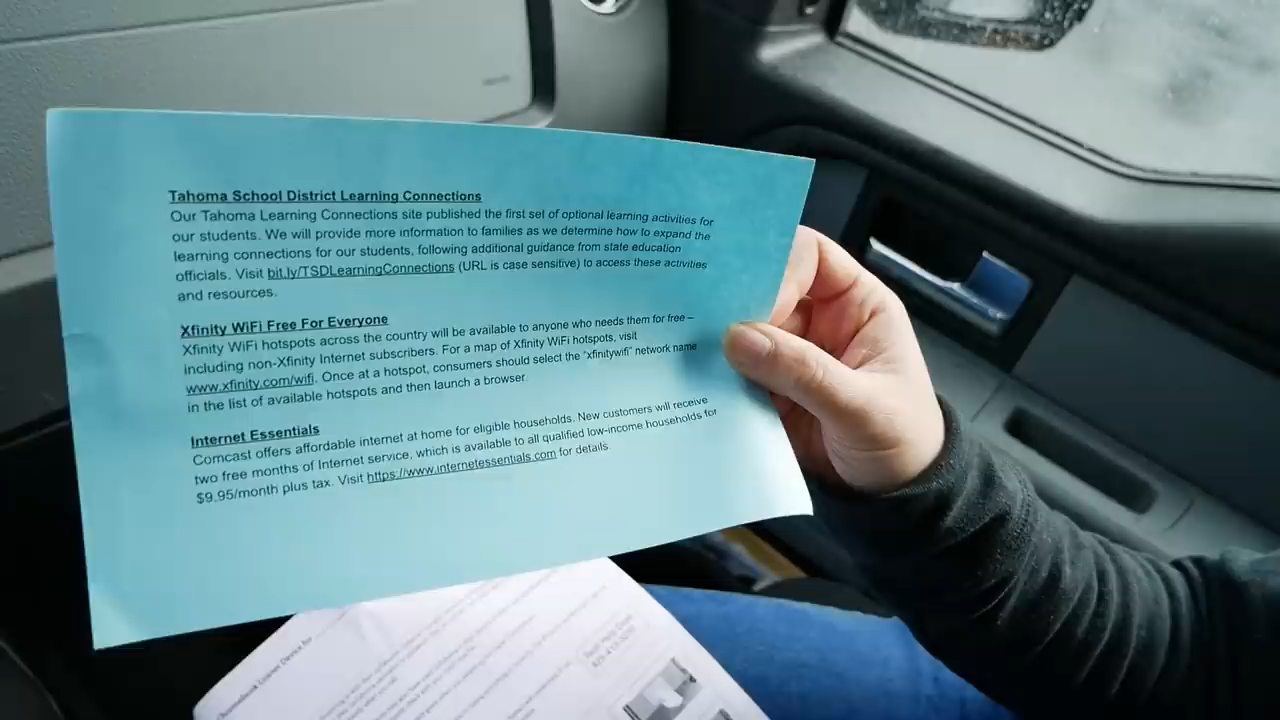 Tahoma School District Learning Connections
Our Tahoma Learning Connections site published the first set of optional learning activities for
our students. We will provide more information to families as we determine how to expand the
learning connections for our students, following additional guidance from state education
officials. Visit bit.ly/TSDLearningConnections (URL is case sensitive) to access these activities
and resources.
Xfinity WiFi Free For Everyone
Xfinity WiFi hotspots across the country will be available to anyone who needs them for free –
including non-Xfinity Internet subscribers. For a map of Xfinity WiFi hotspots, visit
www.xfinity.com/wifi. Once at a hotspot, consumers should select the “xfinitywifi” network name
in the list of available hotspots and then launch a browser.
Internet Essentials
Comcast offers affordable internet at home for eligible households. New customers will receive
two free months of Internet service, which is available to all qualified low-income households for
$9.95/month plus tax. Visit https://www.internetessentials.com for details.